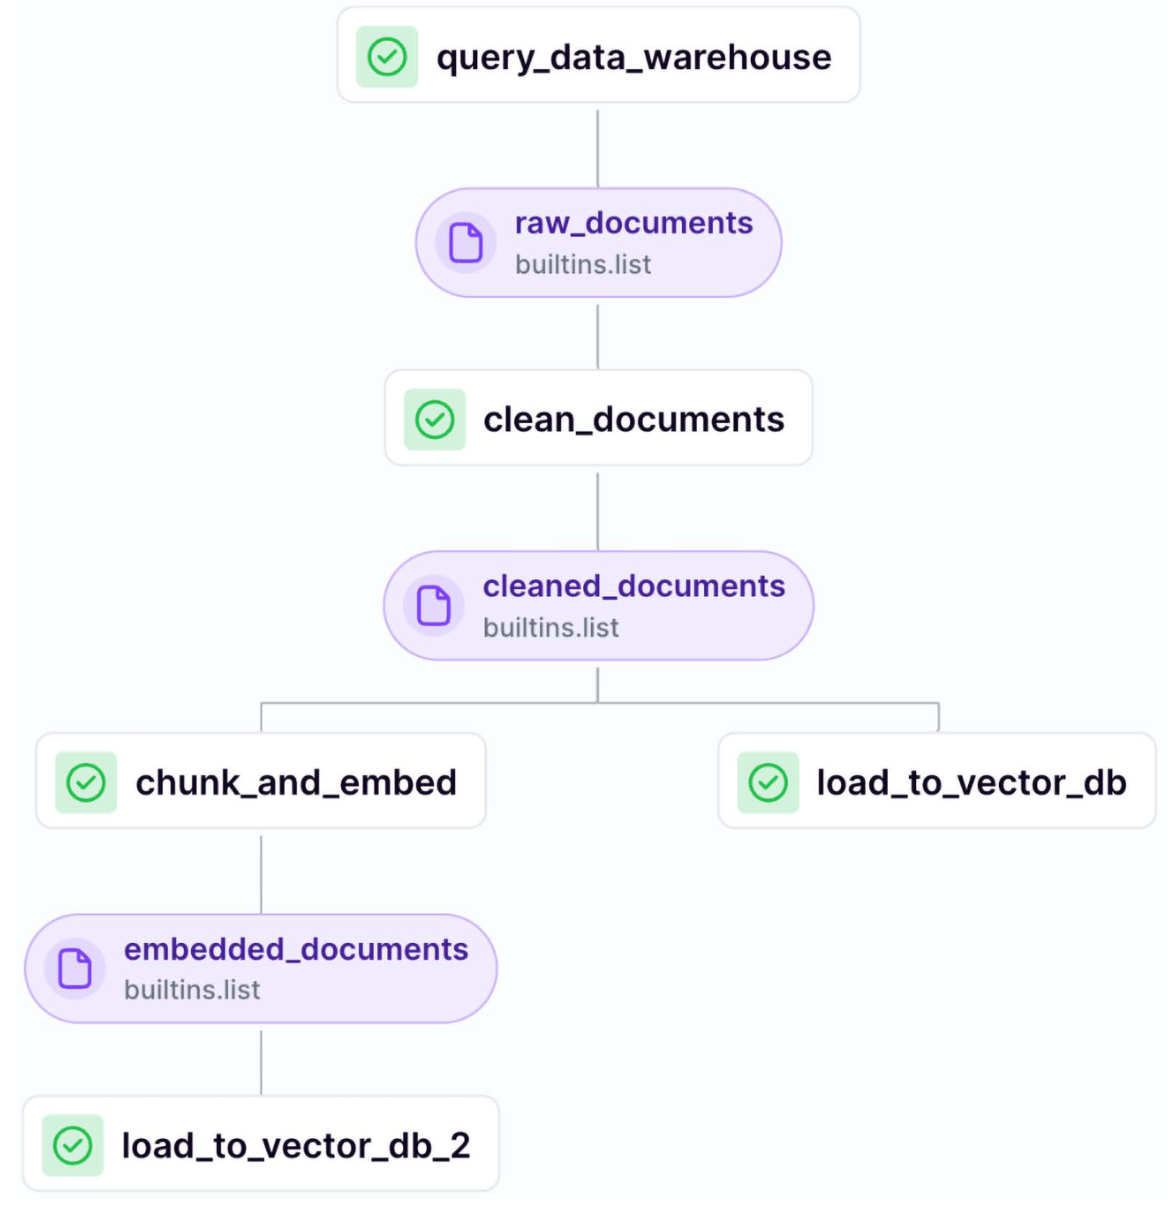 query_data_warehouse
raw_documents
builtins.list
clean_documents
cleaned_documents
builtins.list
chunk_and_embed
load_to_vector_db
embedded_documents
builtins.list
load_to_vector_db_2